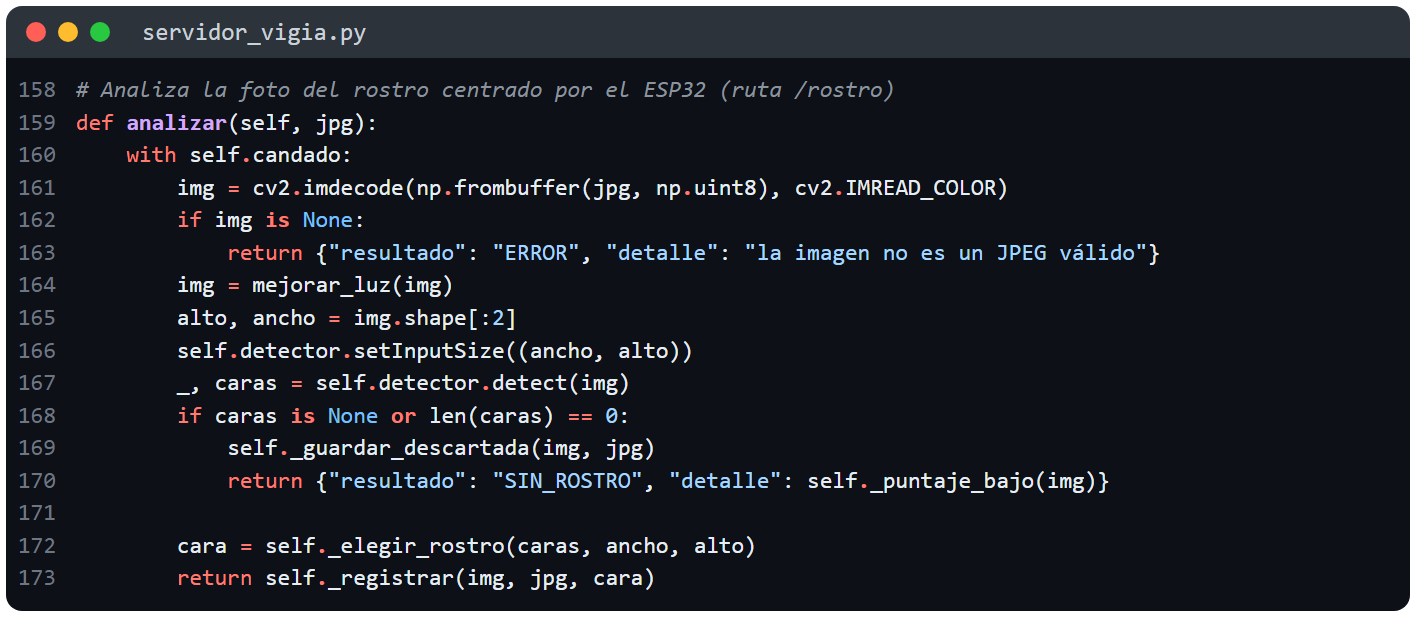 servidor_vigia.py
158 # Analiza la foto del rostro centrado por el ESP32 (ruta /rostro)
159 def analizar(self, jpg):
160     with self.candado:
161         img = cv2.imdecode(np.frombuffer(jpg, np.uint8), cv2.IMREAD_COLOR)
162         if img is None:
163             return {"resultado": "ERROR", "detalle": "la imagen no es un JPEG válido"}
164         img = mejorar_luz(img)
165         alto, ancho = img.shape[:2]
166         self.detector.setInputSize((ancho, alto))
167         _, caras = self.detector.detect(img)
168         if caras is None or len(caras) == 0:
169             self._guardar_descartada(img, jpg)
170             return {"resultado": "SIN_ROSTRO", "detalle": self._puntaje_bajo(img)}
171
172         cara = self._elegir_rostro(caras, ancho, alto)
173         return self._registrar(img, jpg, cara)